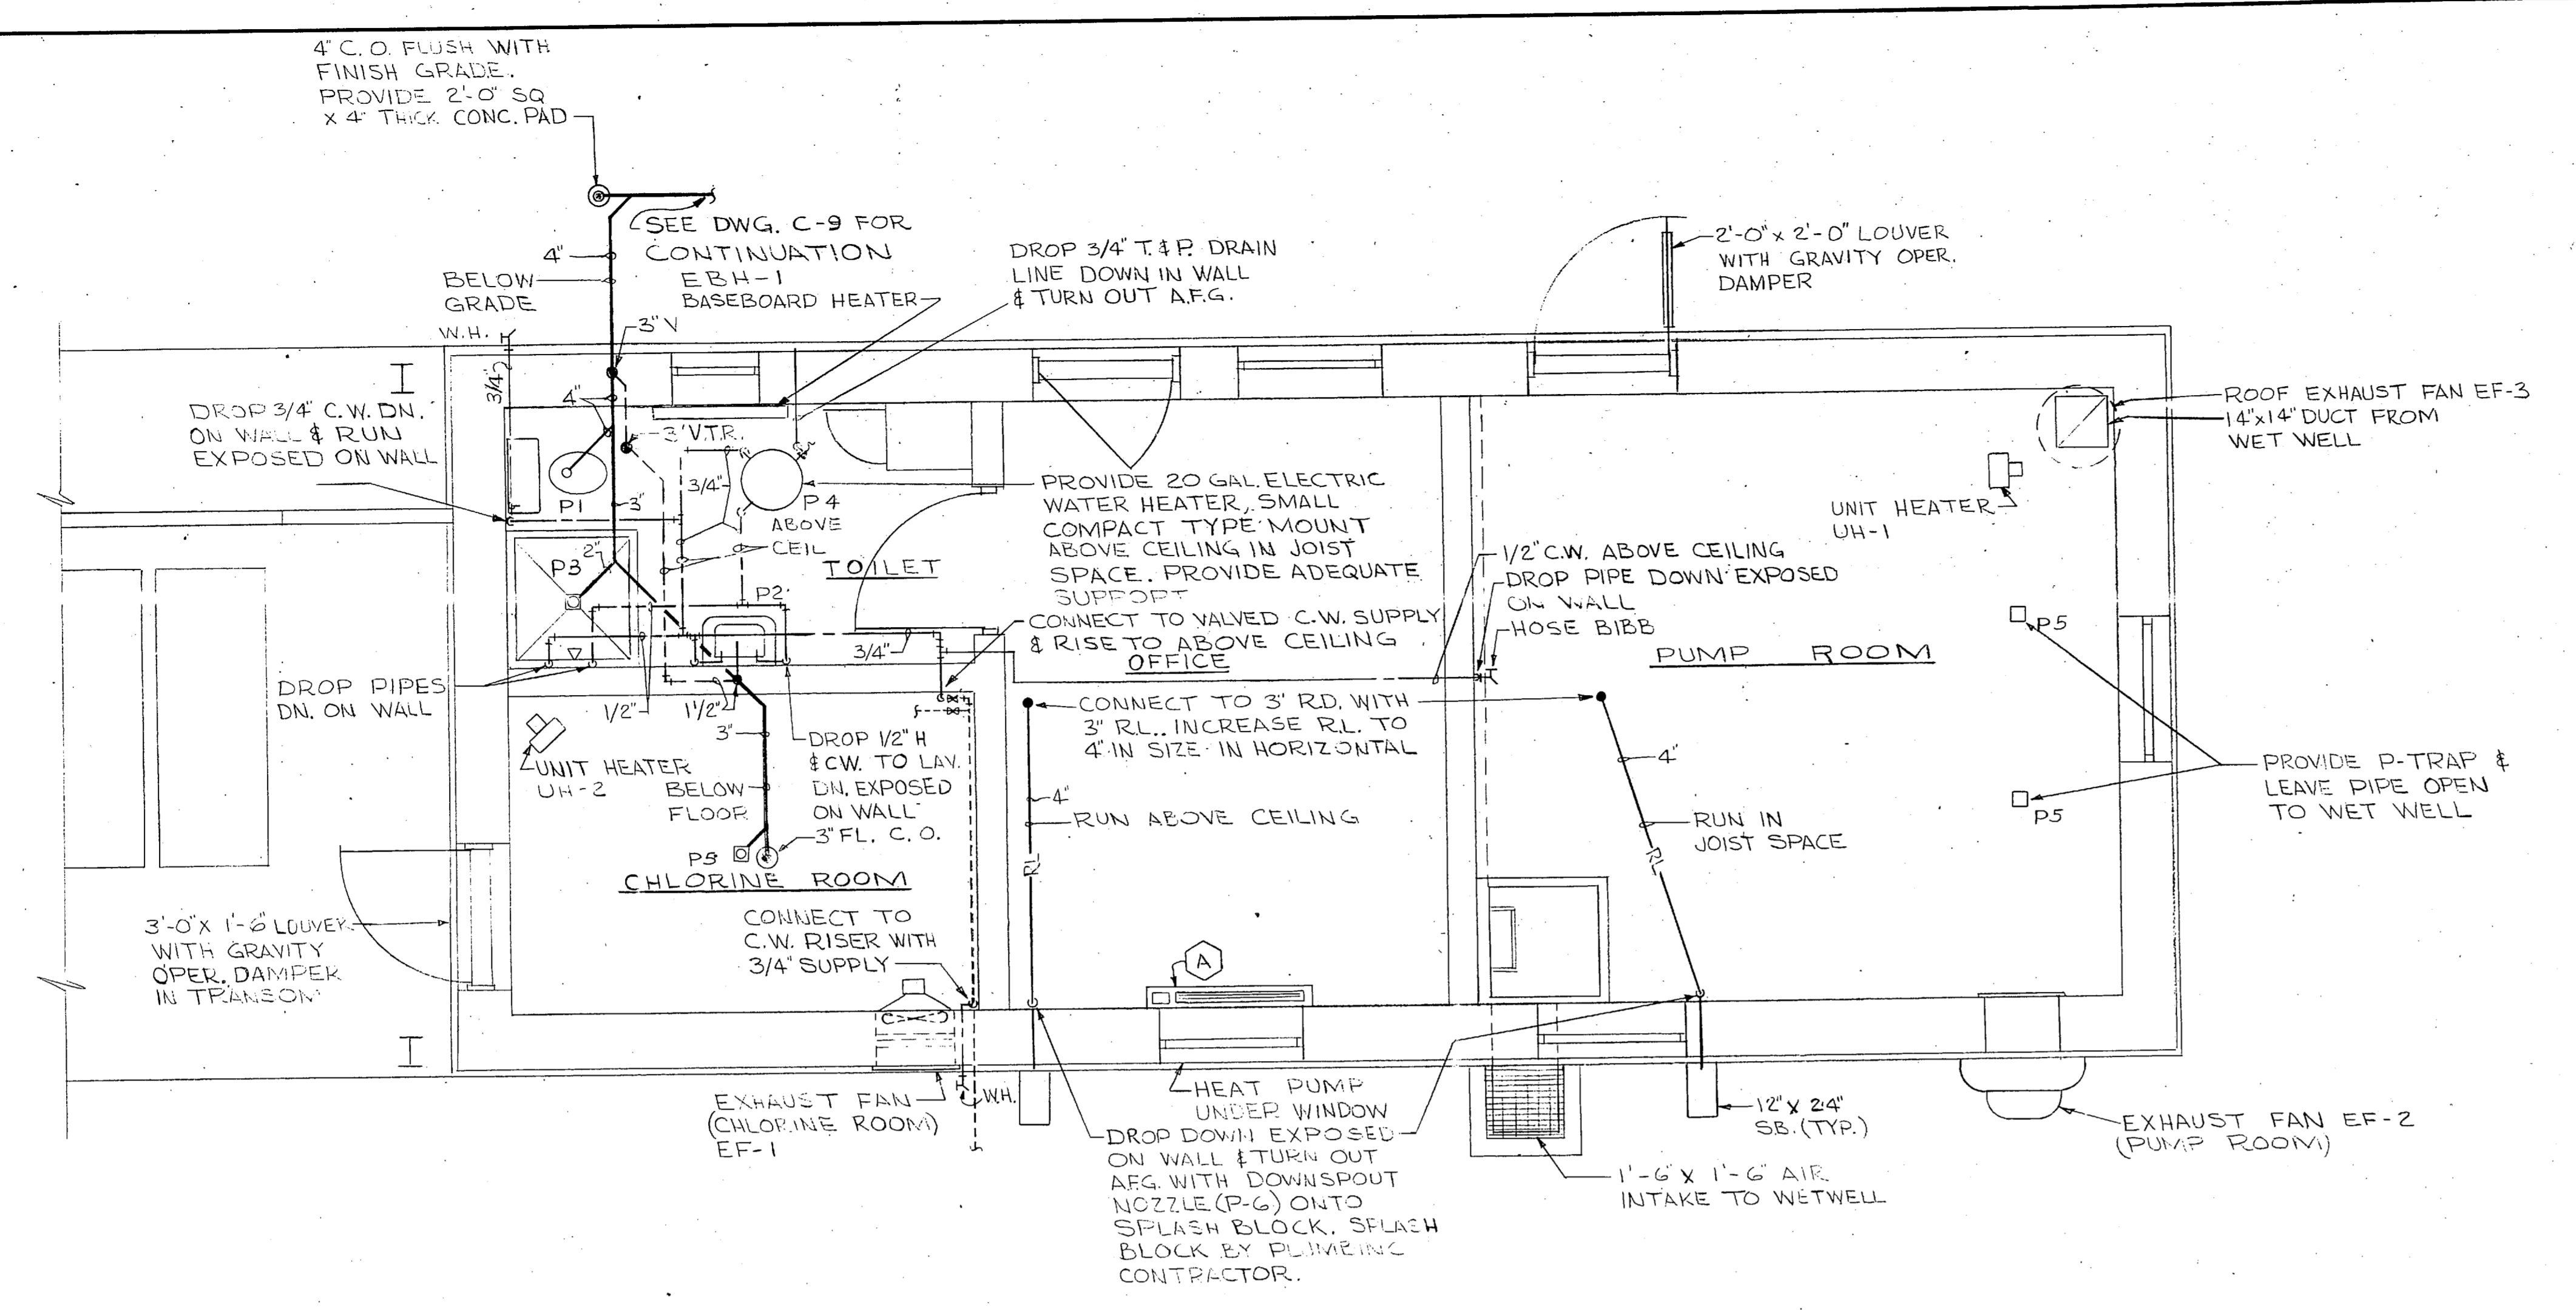 4" C. O. FLUSH WITH
FINISH GRADE.
PROVIDE 2'-0" SQ
x 4" THICK CONC. PAD
SEE DWG. C-9 FOR
CONTINUATION
4"
BELOW
GRADE
EBH-1
BASEBOARD HEATER
DROP 3/4" T. & P. DRAIN
LINE DOWN IN WALL
& TURN OUT A.F.G.
2'-0" x 2'-0" LOUVER
WITH GRAVITY OPER.
DAMPER
W.H.
3" V
3/4"
4"
DROP 3/4" C.W. DN.
ON WALL & RUN
EXPOSED ON WALL
3" V.T.R.
ROOF EXHAUST FAN EF-3
14"x14" DUCT FROM
WET WELL
P1
3"
3/4"
P4
ABOVE
CEIL
TOILET
PROVIDE 20 GAL. ELECTRIC
WATER HEATER, SMALL
COMPACT TYPE MOUNT
ABOVE CEILING IN JOIST
SPACE. PROVIDE ADEQUATE
SUPPORT
UNIT HEATER
UH-1
1/2" C.W. ABOVE CEILING
DROP PIPE DOWN EXPOSED
ON WALL
HOSE BIBB
P3
2"
P2
CONNECT TO VALVED C.W. SUPPLY
& RISE TO ABOVE CEILING
3/4"
OFFICE
PUMP ROOM
P5
DROP PIPES
DN. ON WALL
1/2"
1 1/2"
3"
CONNECT TO 3" R.D. WITH
3" R.L.. INCREASE R.L. TO
4" IN SIZE IN HORIZONTAL
UNIT HEATER
UH-2
BELOW
FLOOR
DROP 1/2" H
& CW. TO LAV.
DN. EXPOSED
ON WALL
3" FL. C. O.
4"
RUN ABOVE CEILING
RL
4"
RUN IN
JOIST SPACE
RL
P5
PROVIDE P-TRAP &
LEAVE PIPE OPEN
TO WET WELL
P5
CHLORINE ROOM
3'-0" X 1'-6" LOUVER
WITH GRAVITY
OPER. DAMPER
IN TRANSOM
CONNECT TO
C.W. RISER WITH
3/4" SUPPLY
A
EXHAUST FAN
(CHLORINE ROOM)
EF-1
W.H.
HEAT PUMP
UNDER WINDOW
DROP DOWN EXPOSED
ON WALL & TURN OUT
A.F.G. WITH DOWNSPOUT
NOZZLE (P-6) ONTO
SPLASH BLOCK. SPLASH
BLOCK BY PLUMBING
CONTRACTOR.
12" X 24"
S.B. (TYP.)
1'-6" X 1'-6" AIR
INTAKE TO WETWELL
EXHAUST FAN EF-2
(PUMP ROOM)